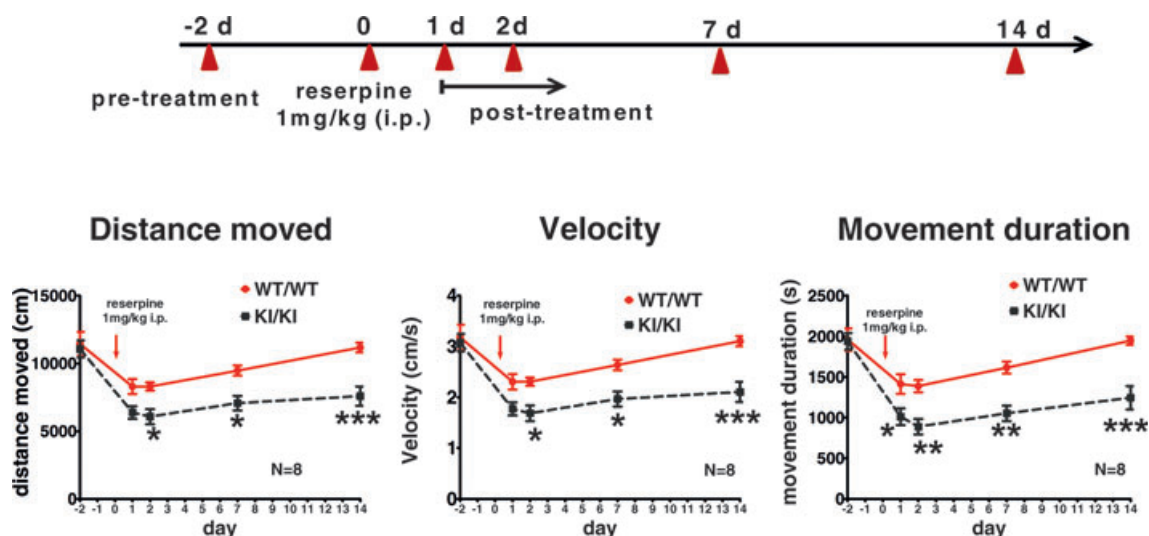 -2 d 0 1 d 2d 7 d 14 d
pre-treatment
reserpine
1mg/kg (i.p.)
post-treatment
Distance moved
distance moved (cm)
15000
10000
5000
0
reserpine
1mg/kg i.p.
WT/WT
KI/KI
*
*
***
N=8
-2 -1 0 1 2 3 4 5 6 7 8 9 10 11 12 13 14
day
Velocity
Velocity (cm/s)
4
3
2
1
0
reserpine
1mg/kg i.p.
WT/WT
KI/KI
*
*
***
N=8
-2 -1 0 1 2 3 4 5 6 7 8 9 10 11 12 13 14
day
Movement duration
movement duration (s)
2500
2000
1500
1000
500
0
reserpine
1mg/kg i.p.
WT/WT
KI/KI
*
**
**
***
N=8
-2 -1 0 1 2 3 4 5 6 7 8 9 10 11 12 13 14
day